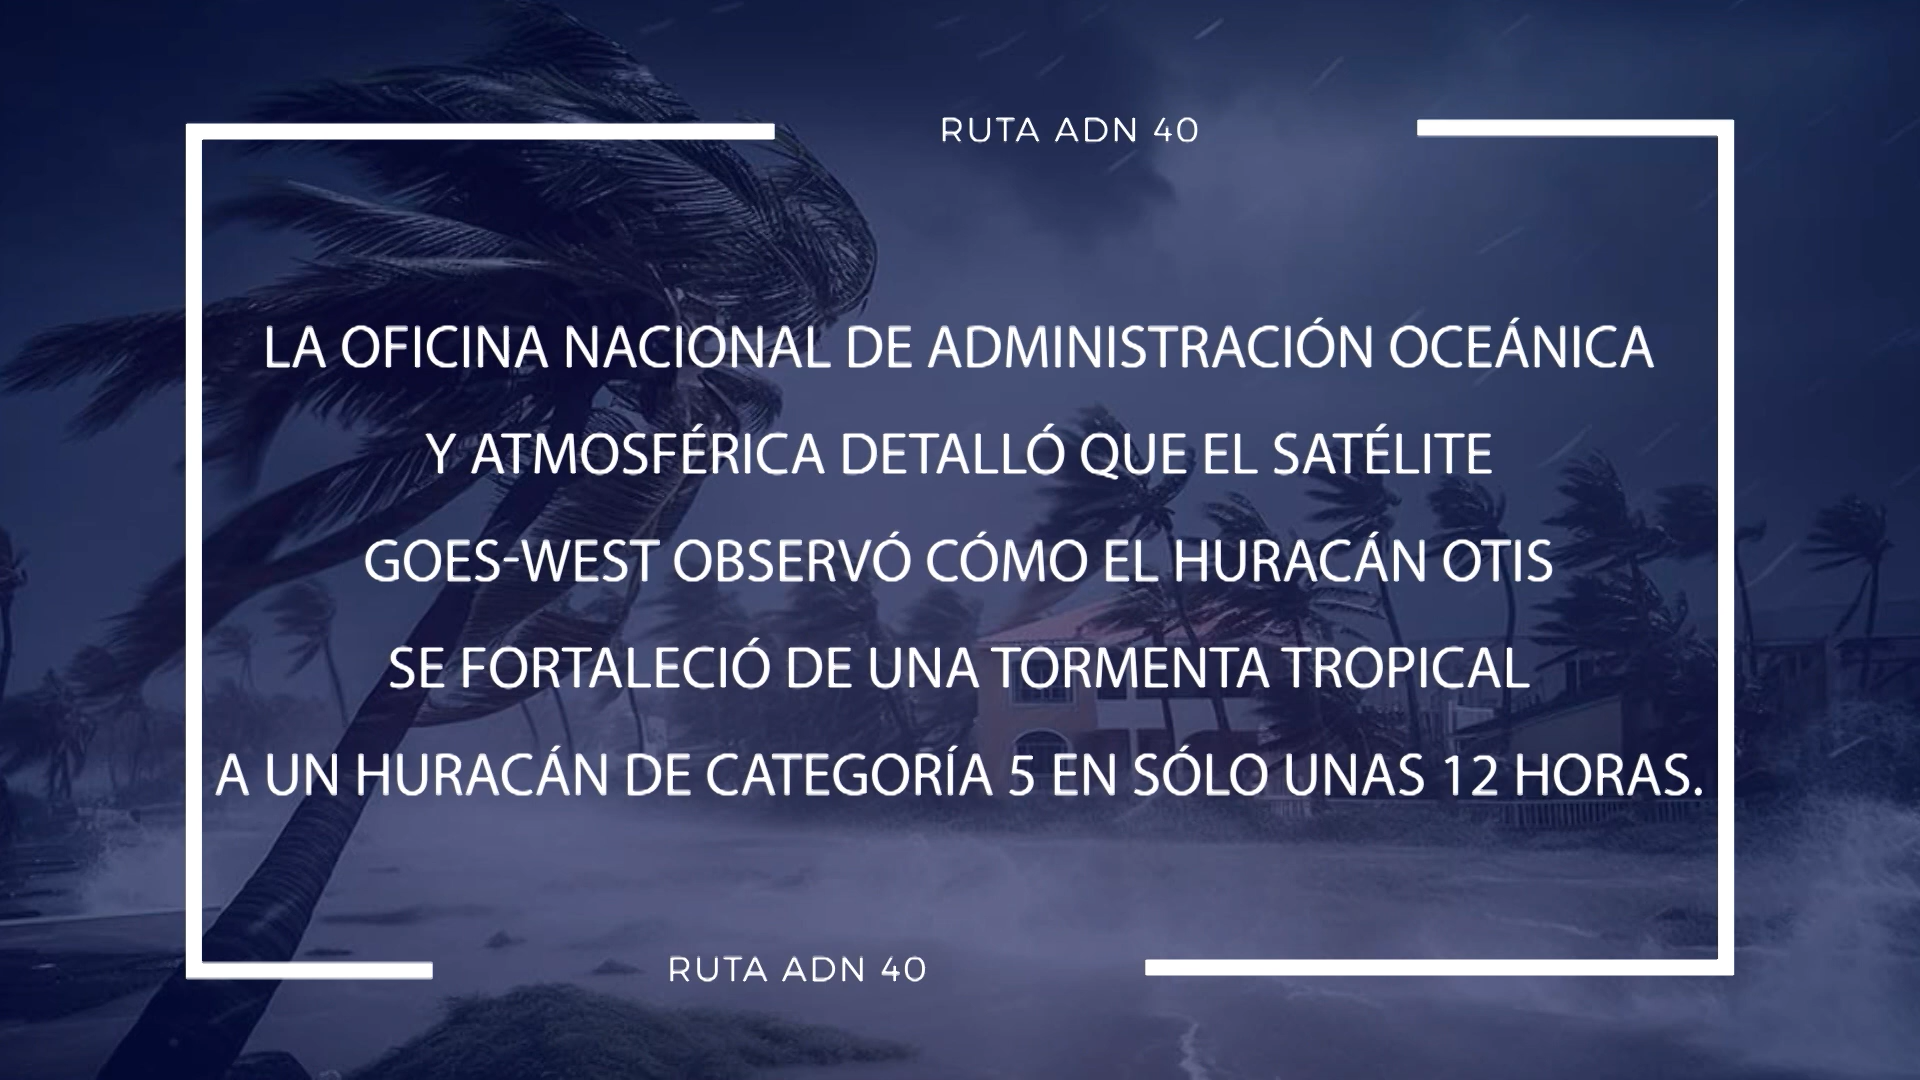 RUTA ADN 40
LA OFICINA NACIONAL DE ADMINISTRACIÓN OCEÁNICA
Y ATMOSFÉRICA DETALLÓ QUE EL SATÉLITE
GOES-WEST OBSERVÓ CÓMO EL HURACÁN OTIS
SE FORTALECIÓ DE UNA TORMENTA TROPICAL
A UN HURACÁN DE CATEGORÍA 5 EN SÓLO UNAS 12 HORAS.
RUTA ADN 40